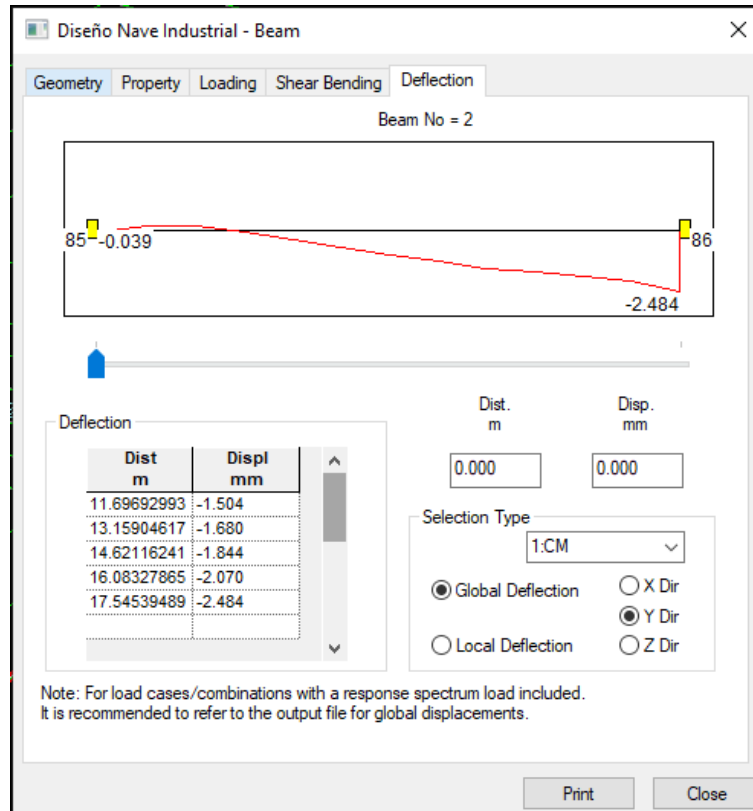 Diseño Nave Industrial - Beam
Geometry Property Loading Shear Bending Deflection
Beam No = 2
85 -0.039 86
-2.484
Dist. Disp.
m mm
Deflection
Dist Displ
m mm
0.000 0.000
11.69692993 -1.504
13.15904617 -1.680
14.62116241 -1.844
16.08327865 -2.070
17.54539489 -2.484
Selection Type
1:CM
Global Deflection X Dir
Y Dir
Local Deflection Z Dir
Note: For load cases/combinations with a response spectrum load included.
It is recommended to refer to the output file for global displacements.
Print Close